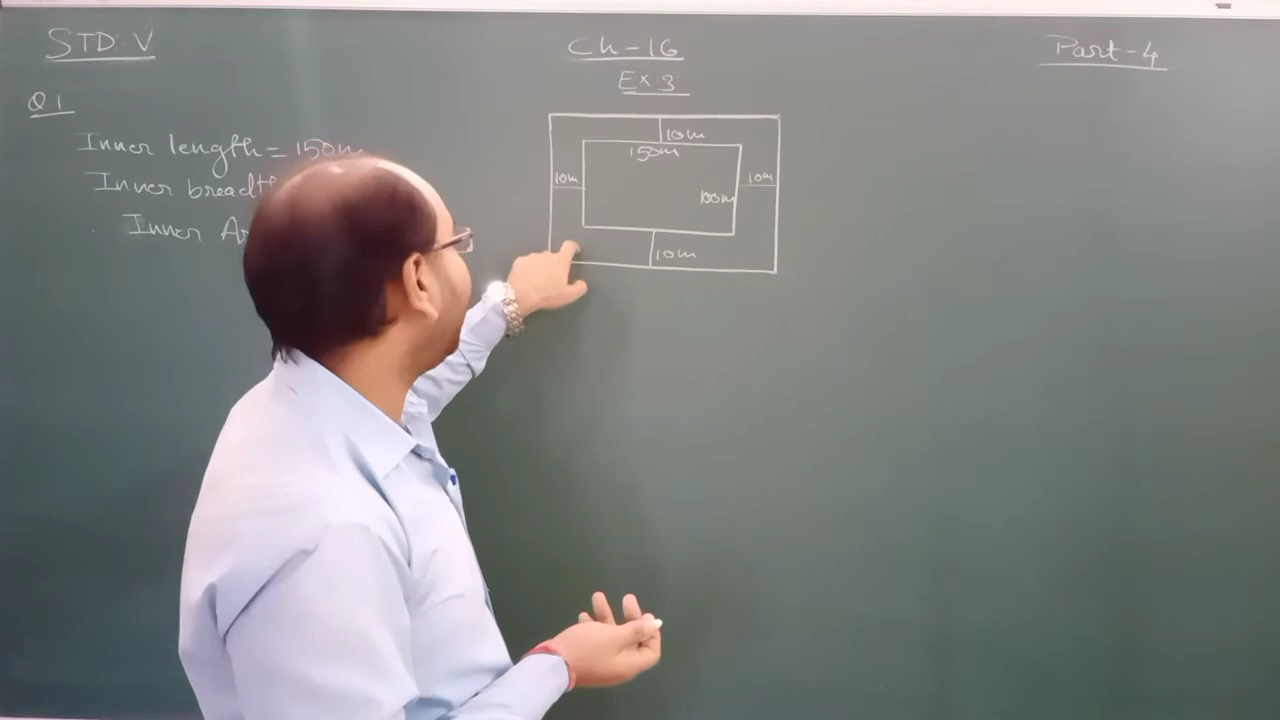 STD: V
Ch-16
Part-4
Ex 3
Q1
Inner length = 150m
Inner breadth
Inner Ar
10m
150m
10m
10m
100m
10m